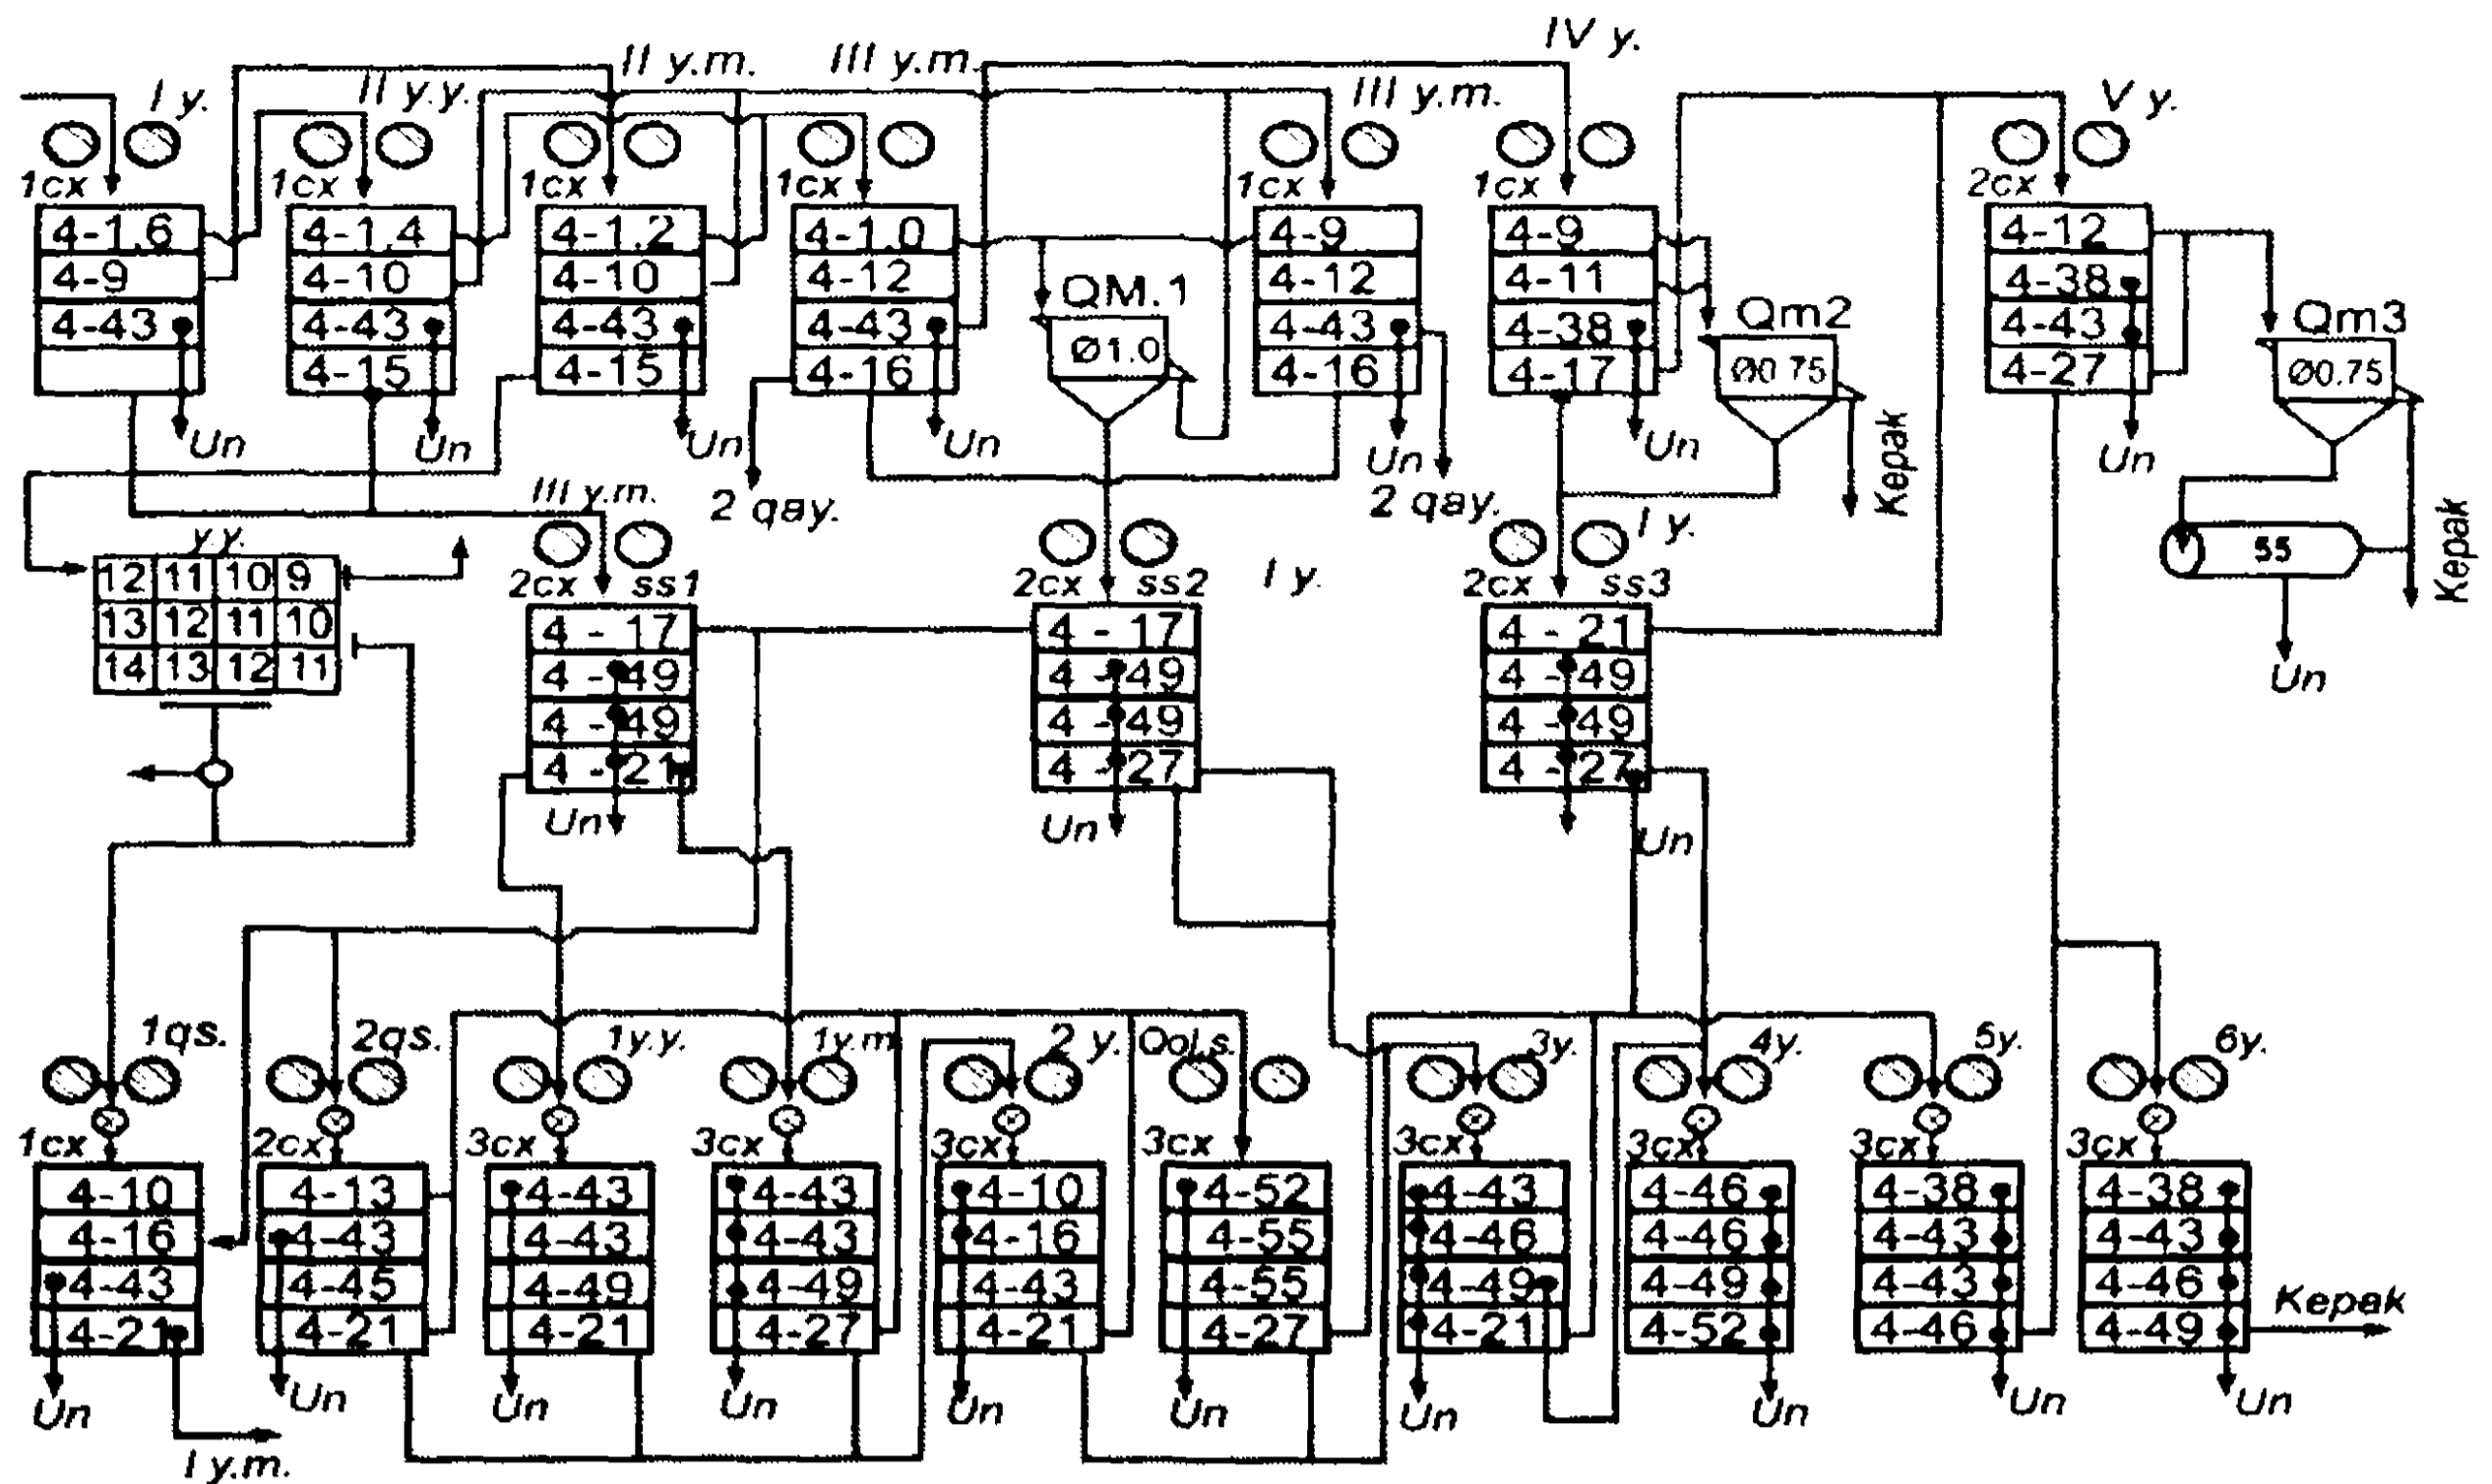 I y.
II y.y.
II y.m.
III y.m.
III y.m.
IV y.
V y.
1cx
1cx
1cx
1cx
1cx
1cx
2cx
4-1.6
4-9
4-43
4-1.4
4-10
4-43
4-15
4-1.2
4-10
4-43
4-15
4-1.0
4-12
4-43
4-16
QM.1
Ø1.0
4-9
4-12
4-43
4-16
4-9
4-11
4-38
4-17
Qm2
Ø0.75
4-12
4-38
4-43
4-27
Qm3
Ø0.75
Un
Un
Un
Un
Un
Un
Un
2 qay.
2 qay.
Kepak
Kepak
y.y.
12 11 10 9
13 12 11 10
14 13 12 11
III y.m.
2cx ss1
4 - 17
4 - 49
4 - 49
4 - 21
Un
2cx ss2
I y.
4 - 17
4 - 49
4 - 49
4 - 27
Un
I y.
2cx ss3
4 - 21
4 - 49
4 - 49
4 - 27
Un
55
Un
1qs.
2qs.
1y.y.
1y.m
2 y.
3y.
4y.
5y.
6y.
1cx
2cx
3cx
3cx
3cx
3cx
3cx
3cx
3cx
3cx
4-10
4-16
4-43
4-21
4-13
4-43
4-45
4-21
4-43
4-43
4-49
4-21
4-43
4-43
4-49
4-27
4-10
4-16
4-43
4-21
4-52
4-55
4-55
4-27
4-43
4-46
4-49
4-21
4-46
4-46
4-49
4-52
4-38
4-43
4-43
4-46
4-38
4-43
4-46
4-49
Kepak
Un
Un
Un
Un
Un
Un
Un
Un
Un
Un
I y.m.